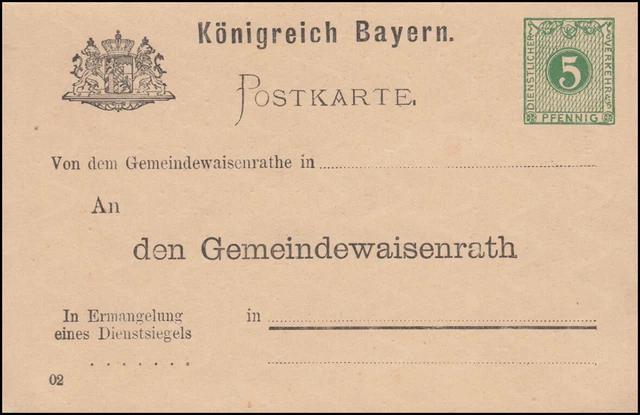 Königreich Bayern.
POSTKARTE.
DIENSTLICHER
VERKEHR
5
PFENNIG
Von dem Gemeindewaisenrathe in
An
den Gemeindewaisenrath
In Ermangelung
eines Dienstsiegels
in
02